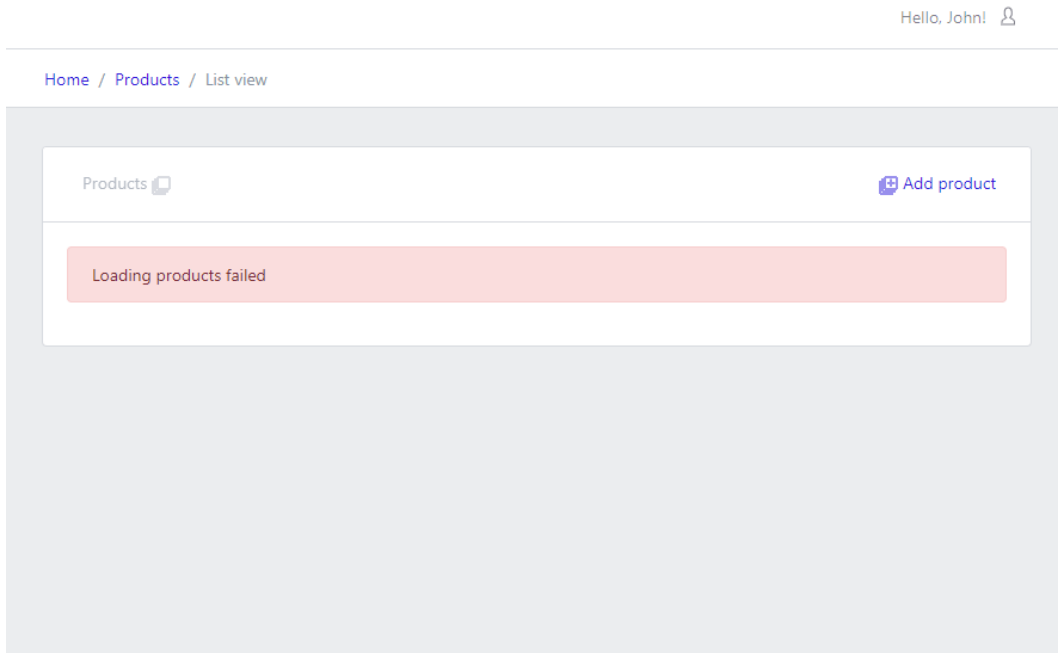 Hello, John!
Home / Products / List view
Products
Add product
Loading products failed